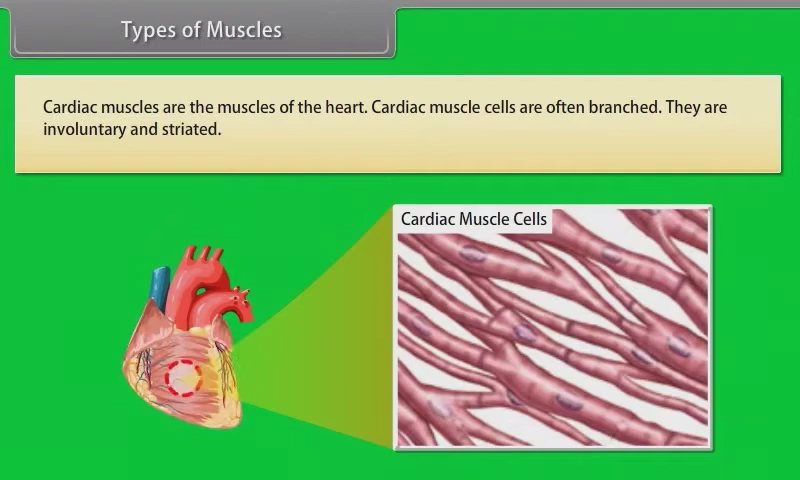 Types of Muscles
Cardiac muscles are the muscles of the heart. Cardiac muscle cells are often branched. They are
involuntary and striated.
Cardiac Muscle Cells